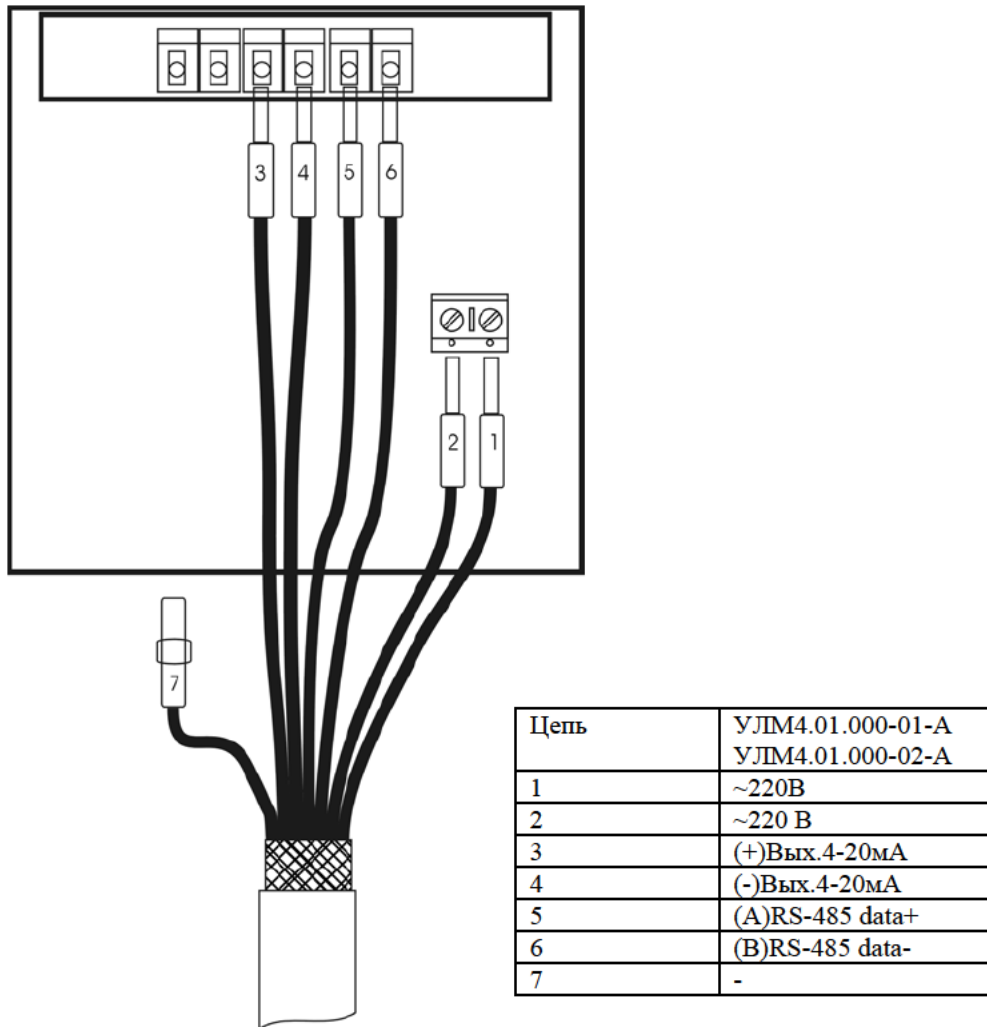 3 4 5 6
2 1
7
Цепь УЛМ4.01.000-01-А
УЛМ4.01.000-02-А
1 ~220В
2 ~220 В
3 (+)Вых.4-20мА
4 (-)Вых.4-20мА
5 (A)RS-485 data+
6 (B)RS-485 data-
7 -